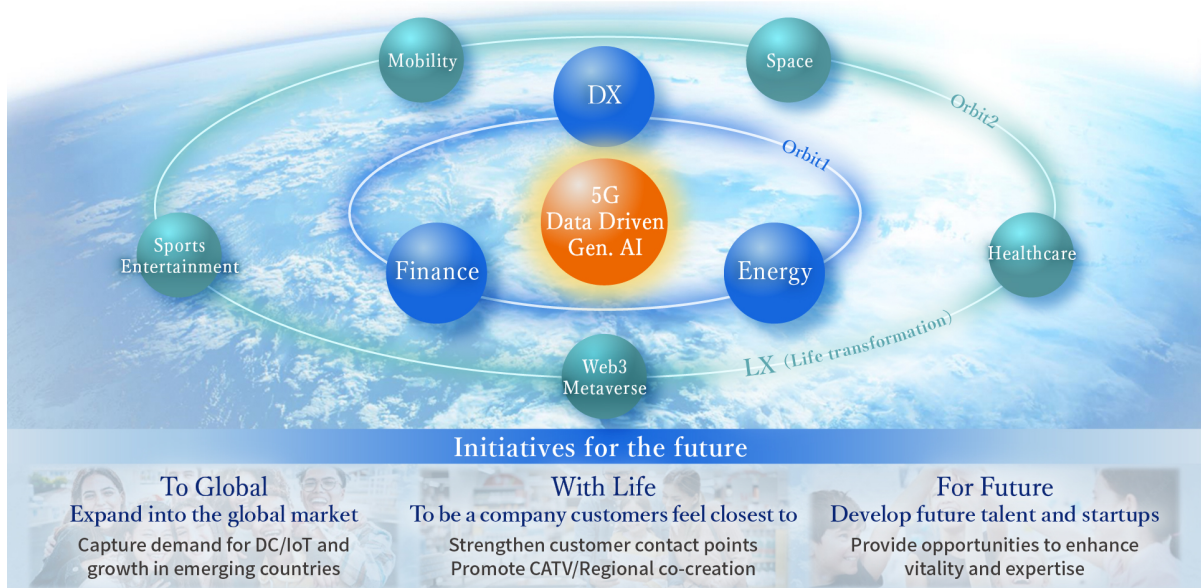 Mobility
Space
DX
Orbit2
Orbit1
5G
Data Driven
Gen. AI
Sports
Entertainment
Finance
Energy
Healthcare
LX (Life transformation)
Web3
Metaverse
Initiatives for the future
To Global
Expand into the global market
Capture demand for DC/IoT and
growth in emerging countries
With Life
To be a company customers feel closest to
Strengthen customer contact points
Promote CATV/Regional co-creation
For Future
Develop future talent and startups
Provide opportunities to enhance
vitality and expertise